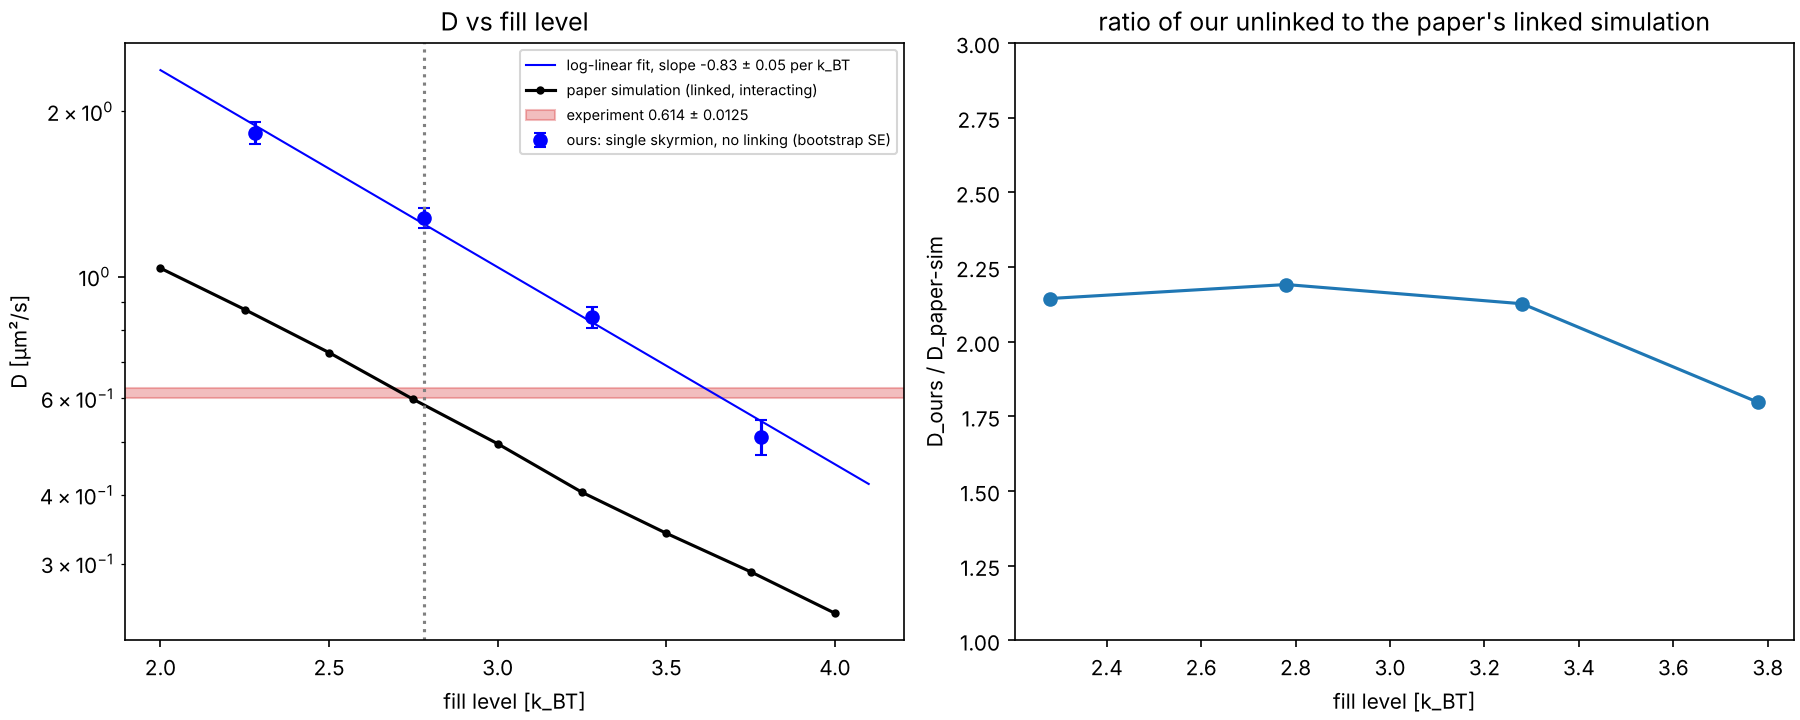 D vs fill level
log-linear fit, slope -0.83 ± 0.05 per k_BT
paper simulation (linked, interacting)
experiment 0.614 ± 0.0125
ours: single skyrmion, no linking (bootstrap SE)
D [µm²/s]
2 × 10⁰
10⁰
6 × 10⁻¹
4 × 10⁻¹
3 × 10⁻¹
2.0 2.5 3.0 3.5 4.0
fill level [k_BT]
ratio of our unlinked to the paper's linked simulation
D_ours / D_paper-sim
3.00
2.75
2.50
2.25
2.00
1.75
1.50
1.25
1.00
2.4 2.6 2.8 3.0 3.2 3.4 3.6 3.8
fill level [k_BT]